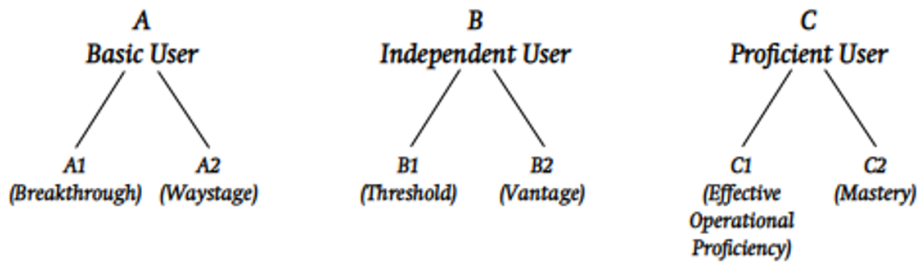 A
Basic User
A1
(Breakthrough)
A2
(Waystage)
B
Independent User
B1
(Threshold)
B2
(Vantage)
C
Proficient User
C1
(Effective
Operational
Proficiency)
C2
(Mastery)